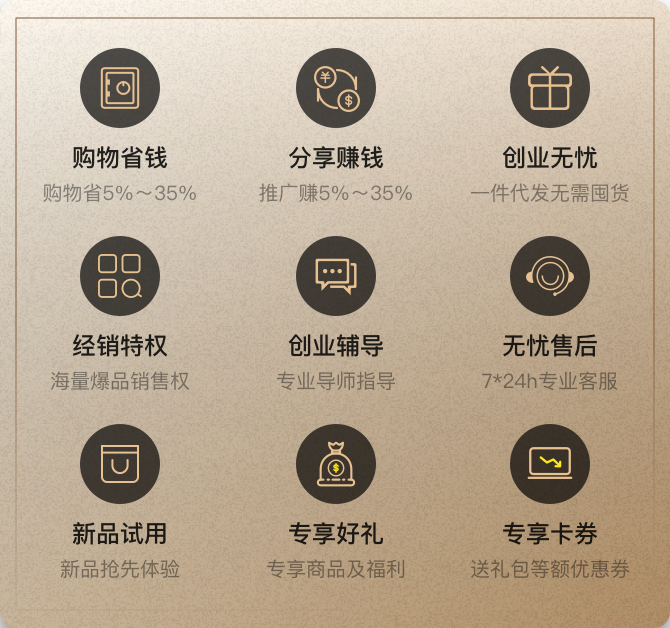 购物省钱
分享赚钱
创业无忧
购物省5%～35%
推广赚5%～35%
一件代发无需囤货
经销特权
创业辅导
无忧售后
海量爆品销售权
专业导师指导
7*24h专业客服
新品试用
专享好礼
专享卡券
新品抢先体验
专享商品及福利
送礼包等额优惠券